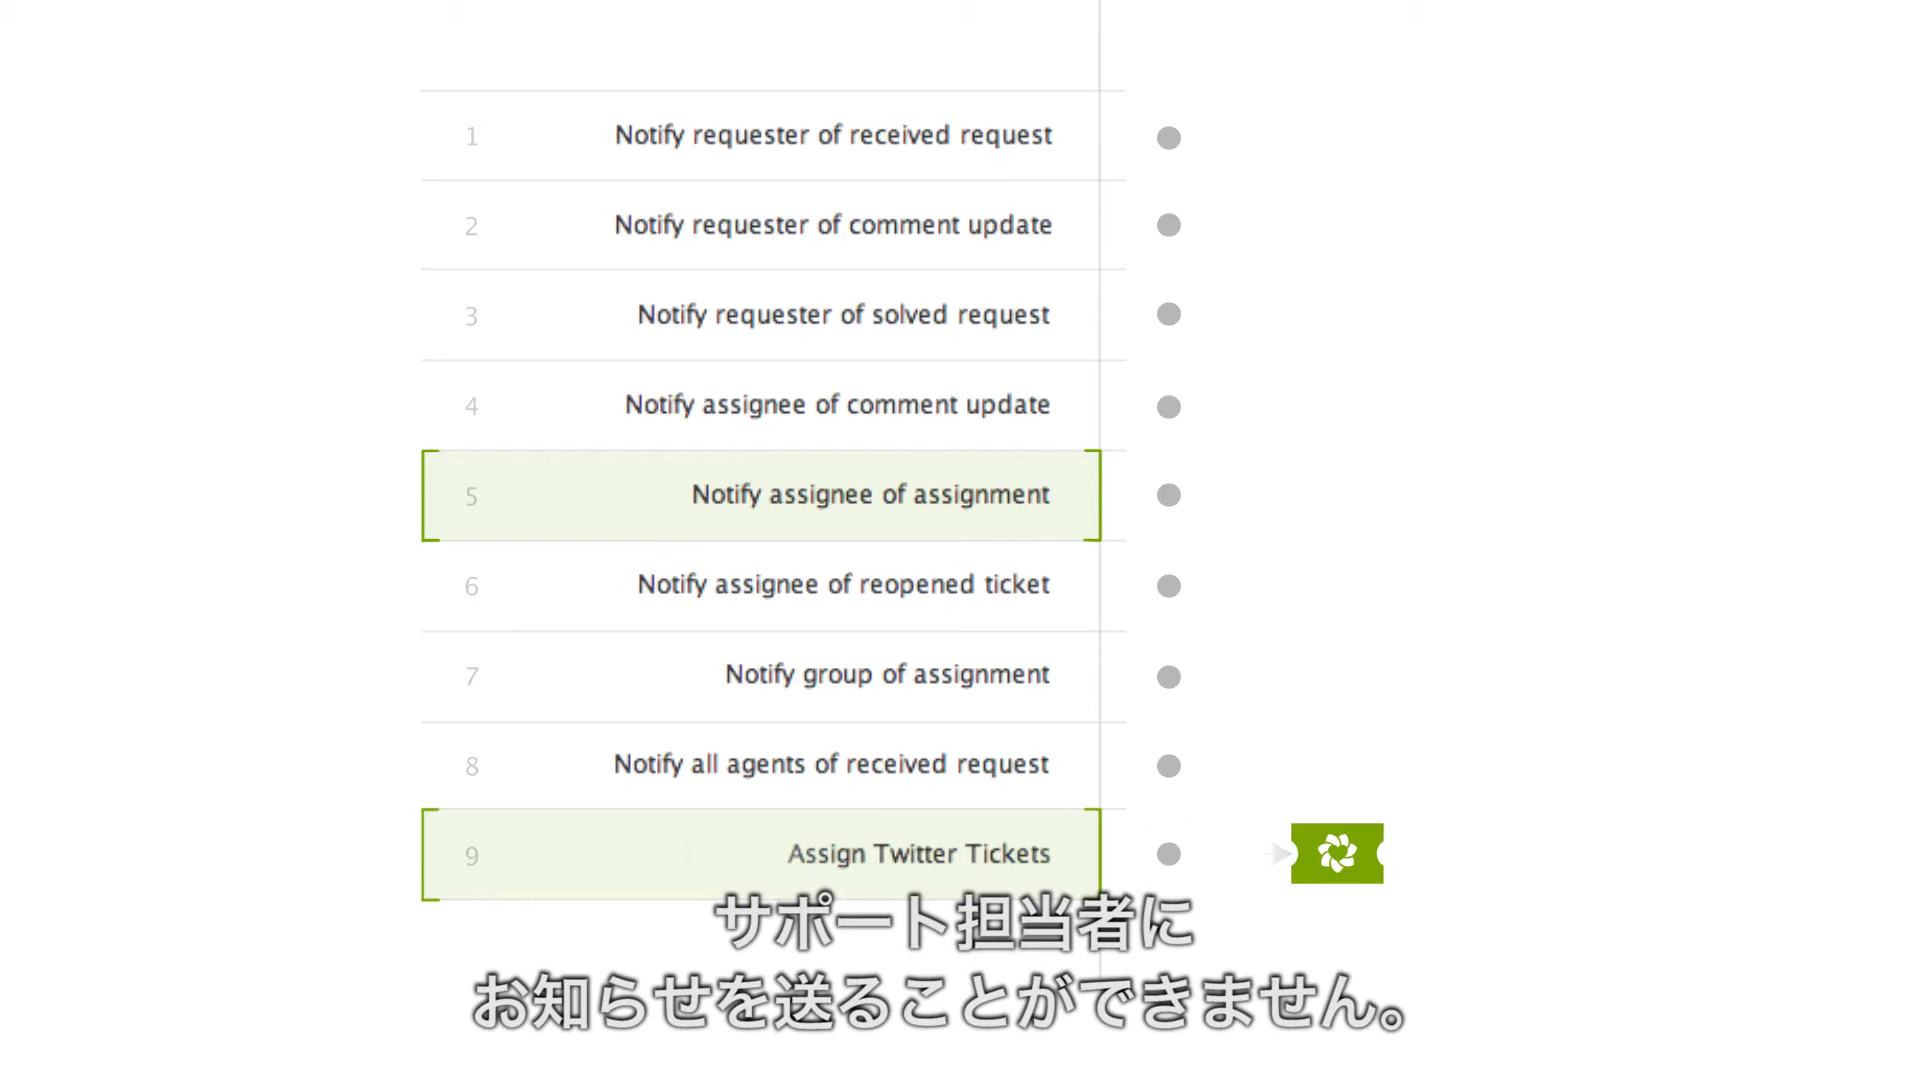 1 Notify requester of received request
2 Notify requester of comment update
3 Notify requester of solved request
4 Notify assignee of comment update
5 Notify assignee of assignment
6 Notify assignee of reopened ticket
7 Notify group of assignment
8 Notify all agents of received request
9 Assign Twitter Tickets
サポート担当者に
お知らせを送ることができません。